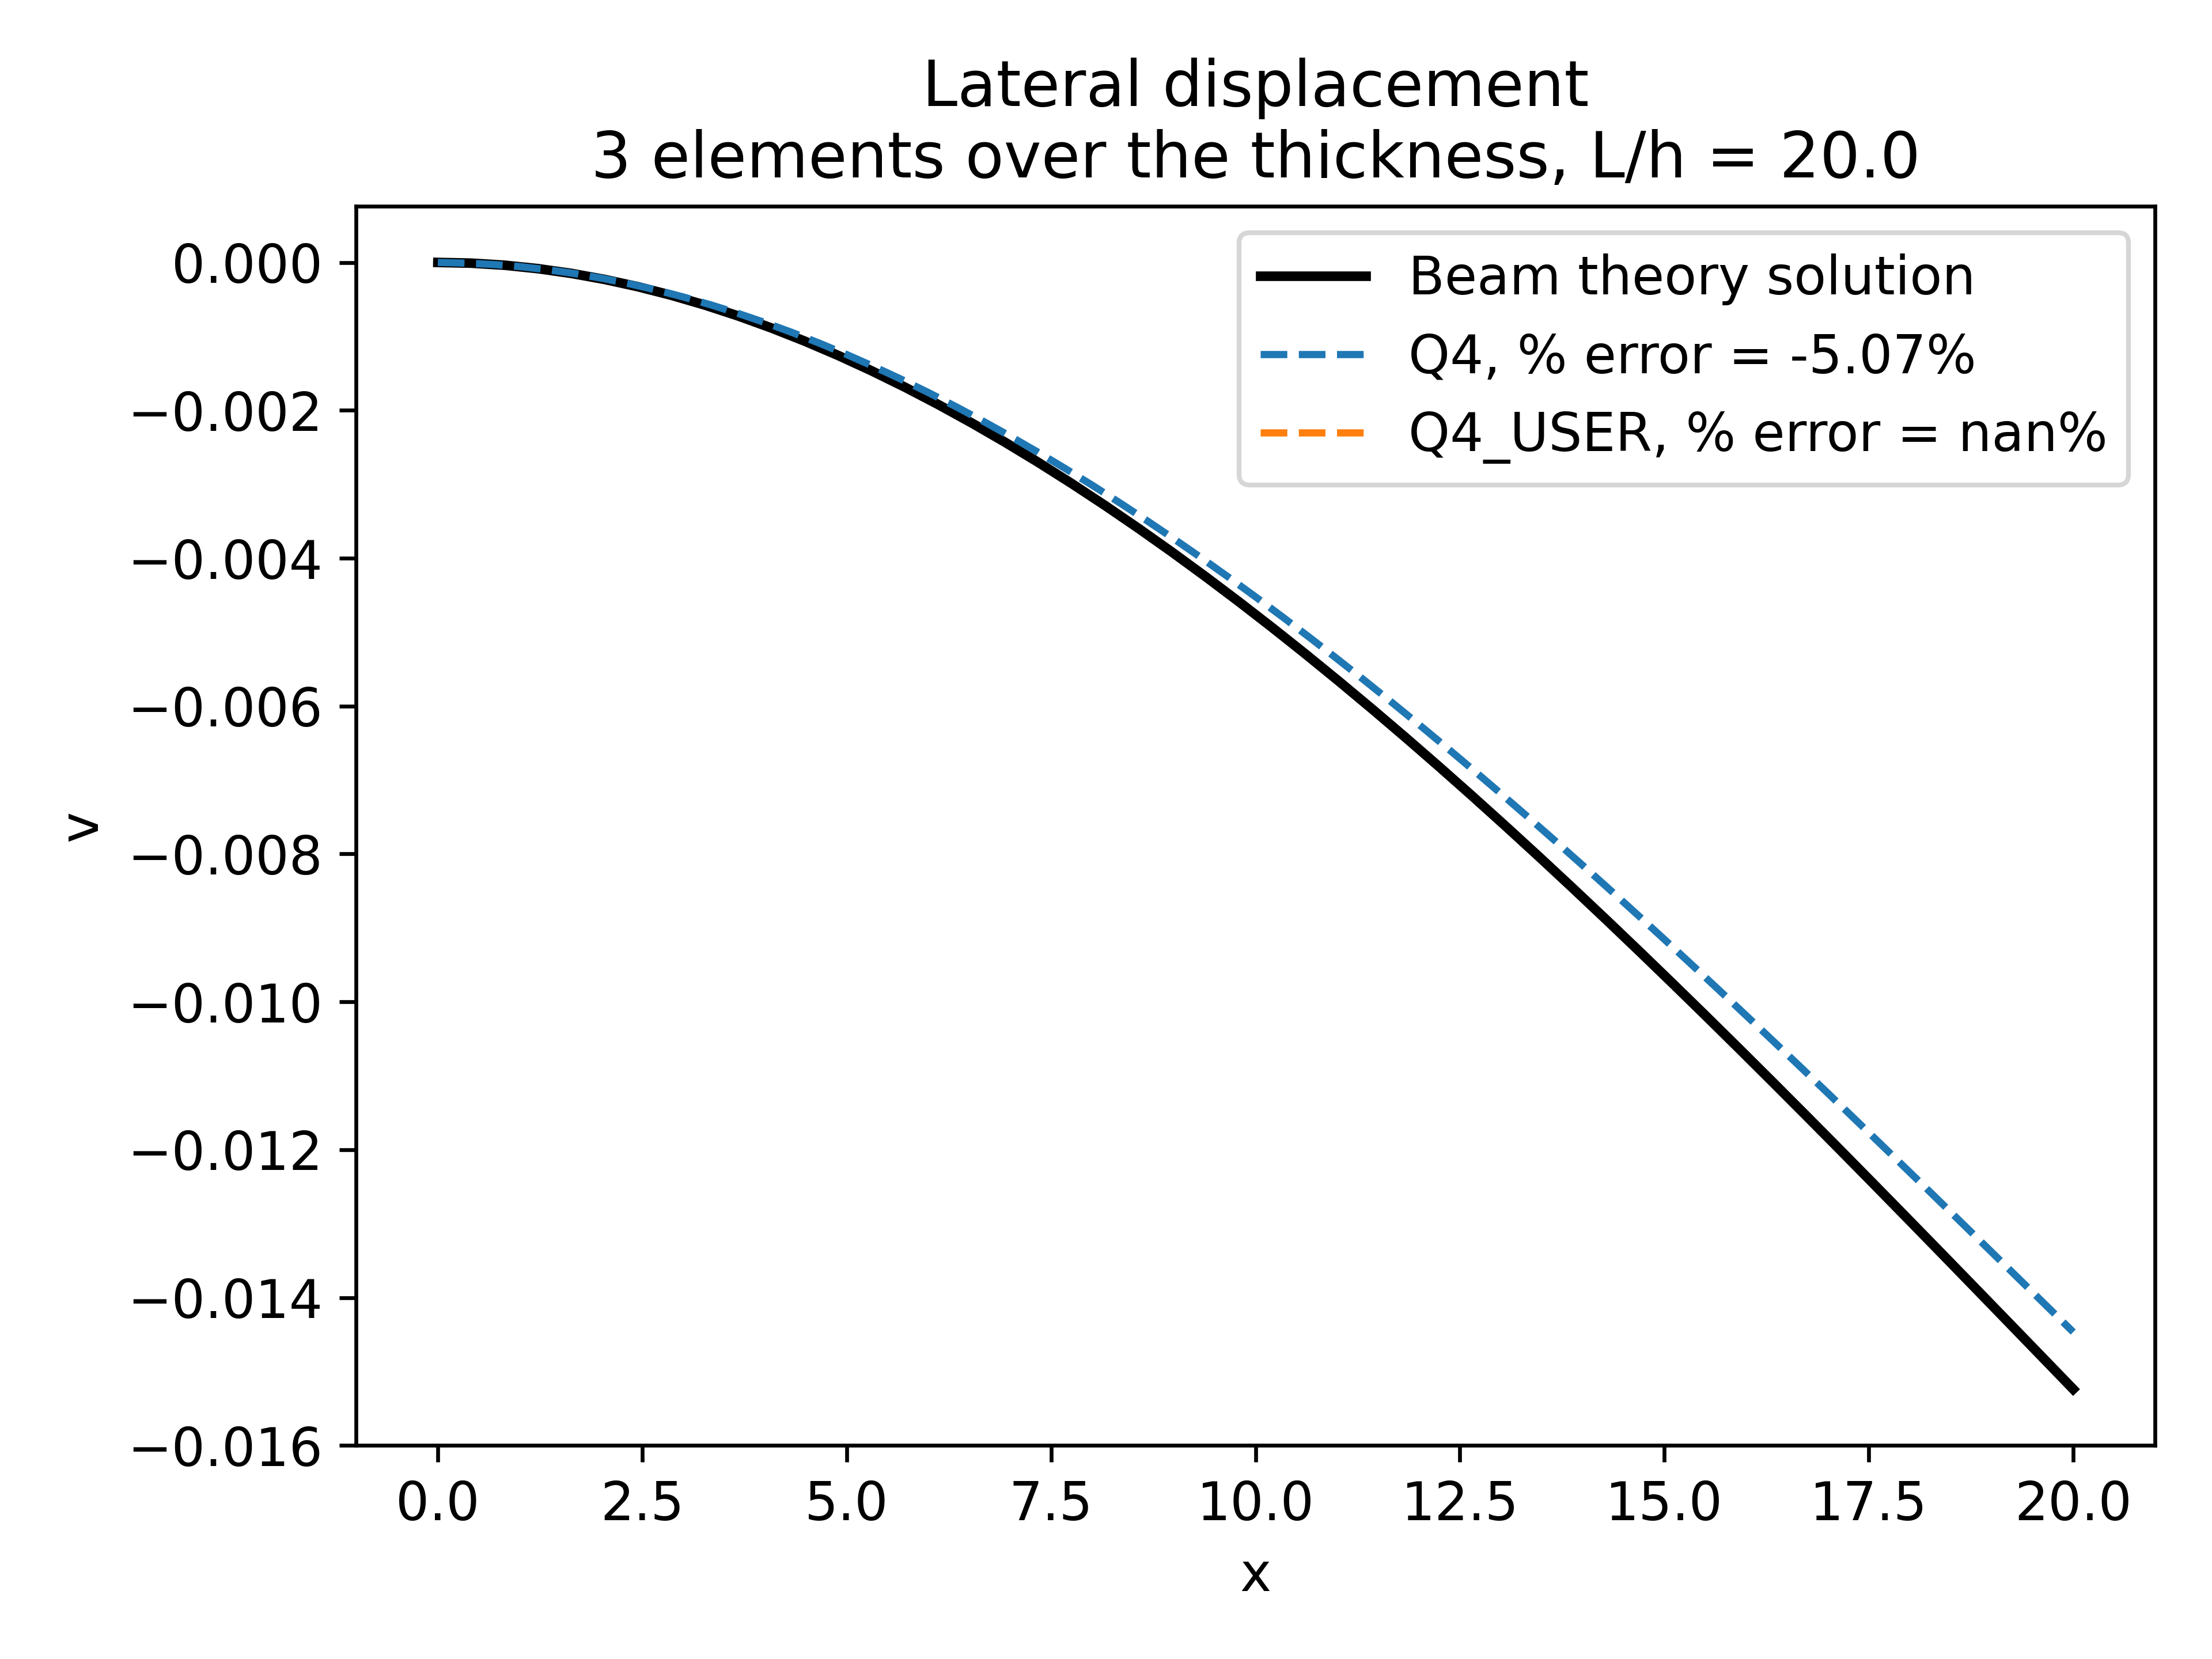 Lateral displacement
3 elements over the thickness, L/h = 20.0
Beam theory solution
Q4, % error = -5.07%
Q4_USER, % error = nan%
0.000
−0.002
−0.004
−0.006
−0.008
−0.010
−0.012
−0.014
−0.016
v
0.0 2.5 5.0 7.5 10.0 12.5 15.0 17.5 20.0
x